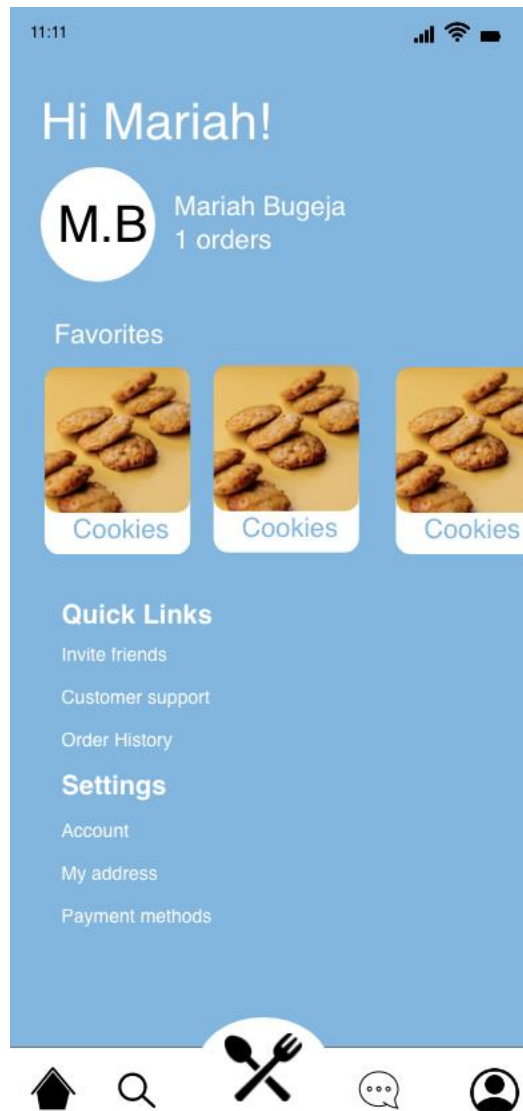 11:11
Hi Mariah!
M.B
Mariah Bugeja
1 orders
Favorites
Cookies
Cookies
Cookies
Quick Links
Invite friends
Customer support
Order History
Settings
Account
My address
Payment methods